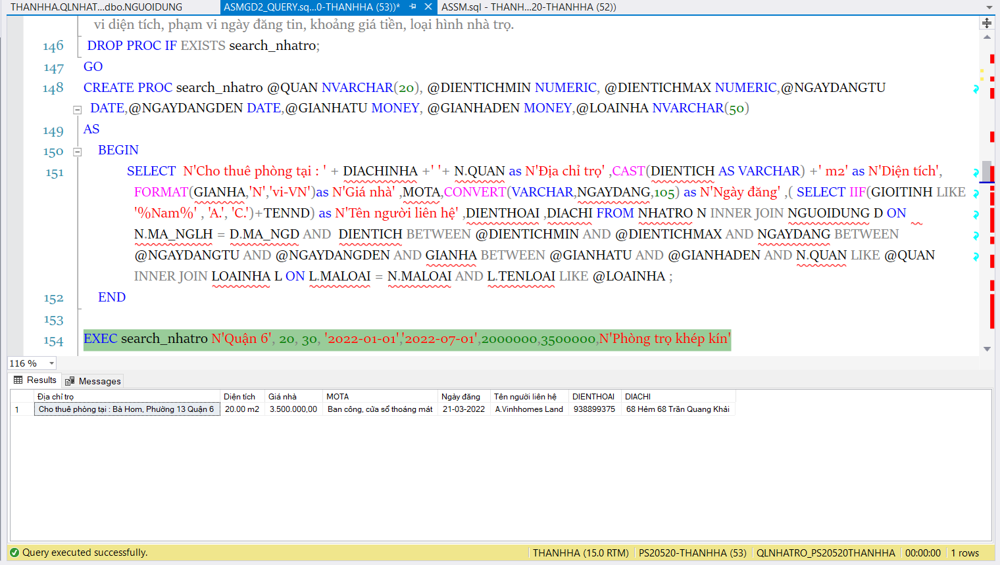 THANHHA.QLNHAT...dbo.NGUOIDUNG
ASMGD2_QUERY.sq...0-THANHHA (53))*
ASSM.sql - THANH...20-THANHHA (52))
vi diện tích, phạm vi ngày đăng tin, khoảng giá tiền, loại hình nhà trọ.
146 DROP PROC IF EXISTS search_nhatro;
147 GO
148 CREATE PROC search_nhatro @QUAN NVARCHAR(20), @DIENTICHMIN NUMERIC, @DIENTICHMAX NUMERIC,@NGAYDANGTU
DATE,@NGAYDANGDEN DATE,@GIANHATU MONEY, @GIANHADEN MONEY,@LOAINHA NVARCHAR(50)
149 AS
150 BEGIN
151 SELECT  N'Cho thuê phòng tại : ' + DIACHINHA +' '+ N.QUAN as N'Địa chỉ trọ' ,CAST(DIENTICH AS VARCHAR) +' m2' as N'Diện tích',
FORMAT(GIANHA,'N','vi-VN')as N'Giá nhà' ,MOTA,CONVERT(VARCHAR,NGAYDANG,105) as N'Ngày đăng' ,( SELECT IIF(GIOITINH LIKE
'%Nam%' , 'A.', 'C.')+TENND) as N'Tên người liên hệ' ,DIENTHOAI ,DIACHI FROM NHATRO N INNER JOIN NGUOIDUNG D ON
N.MA_NGLH = D.MA_NGD AND  DIENTICH BETWEEN @DIENTICHMIN AND @DIENTICHMAX AND NGAYDANG BETWEEN
@NGAYDANGTU AND @NGAYDANGDEN AND GIANHA BETWEEN @GIANHATU AND @GIANHADEN AND N.QUAN LIKE @QUAN
INNER JOIN LOAINHA L ON L.MALOAI = N.MALOAI AND L.TENLOAI LIKE @LOAINHA ;
152 END
153
154 EXEC search_nhatro N'Quận 6', 20, 30, '2022-01-01','2022-07-01',2000000,3500000,N'Phòng trọ khép kín'
116 %
Results Messages
Địa chỉ trọ Diện tích Giá nhà MOTA Ngày đăng Tên người liên hệ DIENTHOAI DIACHI
1 Cho thuê phòng tại : Bà Hom, Phường 13 Quận 6 20.00 m2 3.500.000,00 Ban công, cửa sổ thoáng mát 21-03-2022 A.Vinhhomes Land 938899375 68 Hẻm 68 Trần Quang Khải
Query executed successfully. THANHHA (15.0 RTM) PS20520-THANHHA (53) QLNHATRO_PS20520THANHHA 00:00:00 1 rows